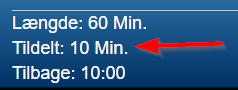 Længde: 60 Min.
Tildelt: 10 Min.
Tilbage: 10:00